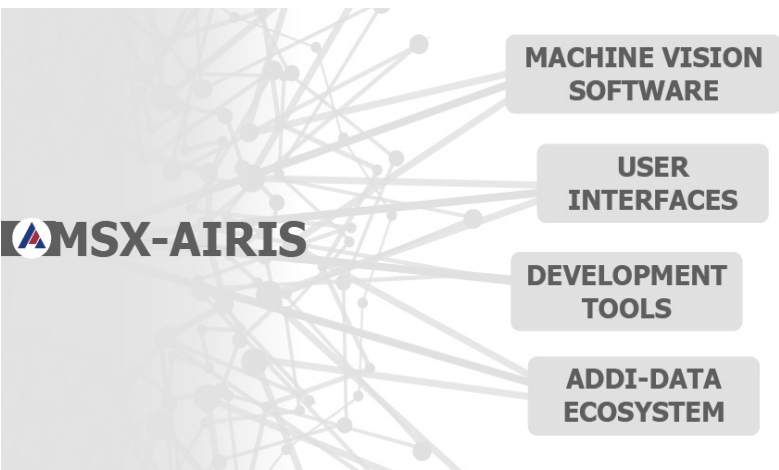 MACHINE VISION
SOFTWARE
USER
INTERFACES
MSX-AIRIS
DEVELOPMENT
TOOLS
ADDI-DATA
ECOSYSTEM